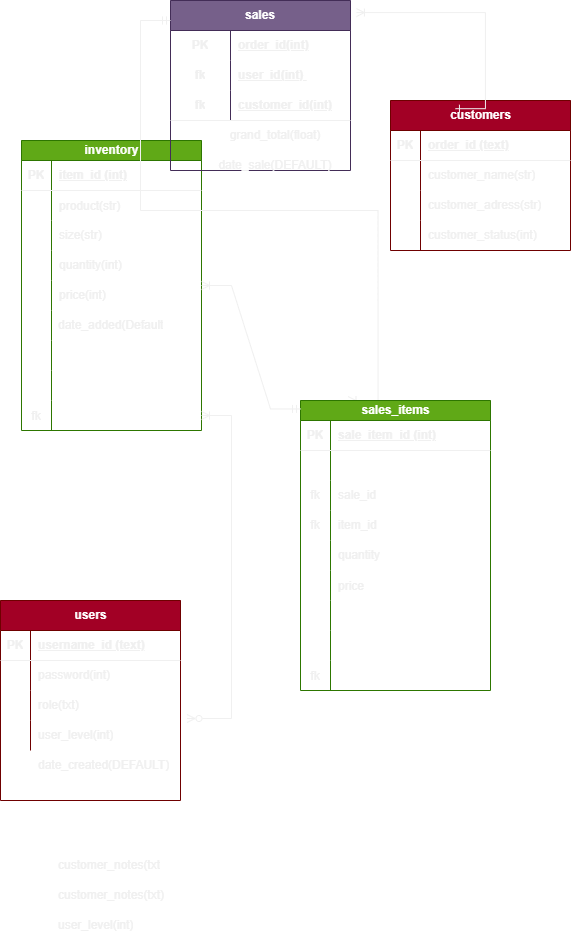 sales
PK order_id(int)
fk user_id(int)
fk customer_id(int)
grand_total(float)
date_sale(DEFAULT)
customers
PK order_id (text)
customer_name(str)
customer_adress(str)
customer_status(int)
inventory
PK item_id (int)
product(str)
size(str)
quantity(int)
price(int)
date_added(Default
fk
sales_items
PK sale_item_id (int)
fk sale_id
fk item_id
quantity
price
fk
users
PK username_id (text)
password(int)
role(txt)
user_level(int)
date_created(DEFAULT)
customer_notes(txt
customer_notes(txt)
user_level(int)